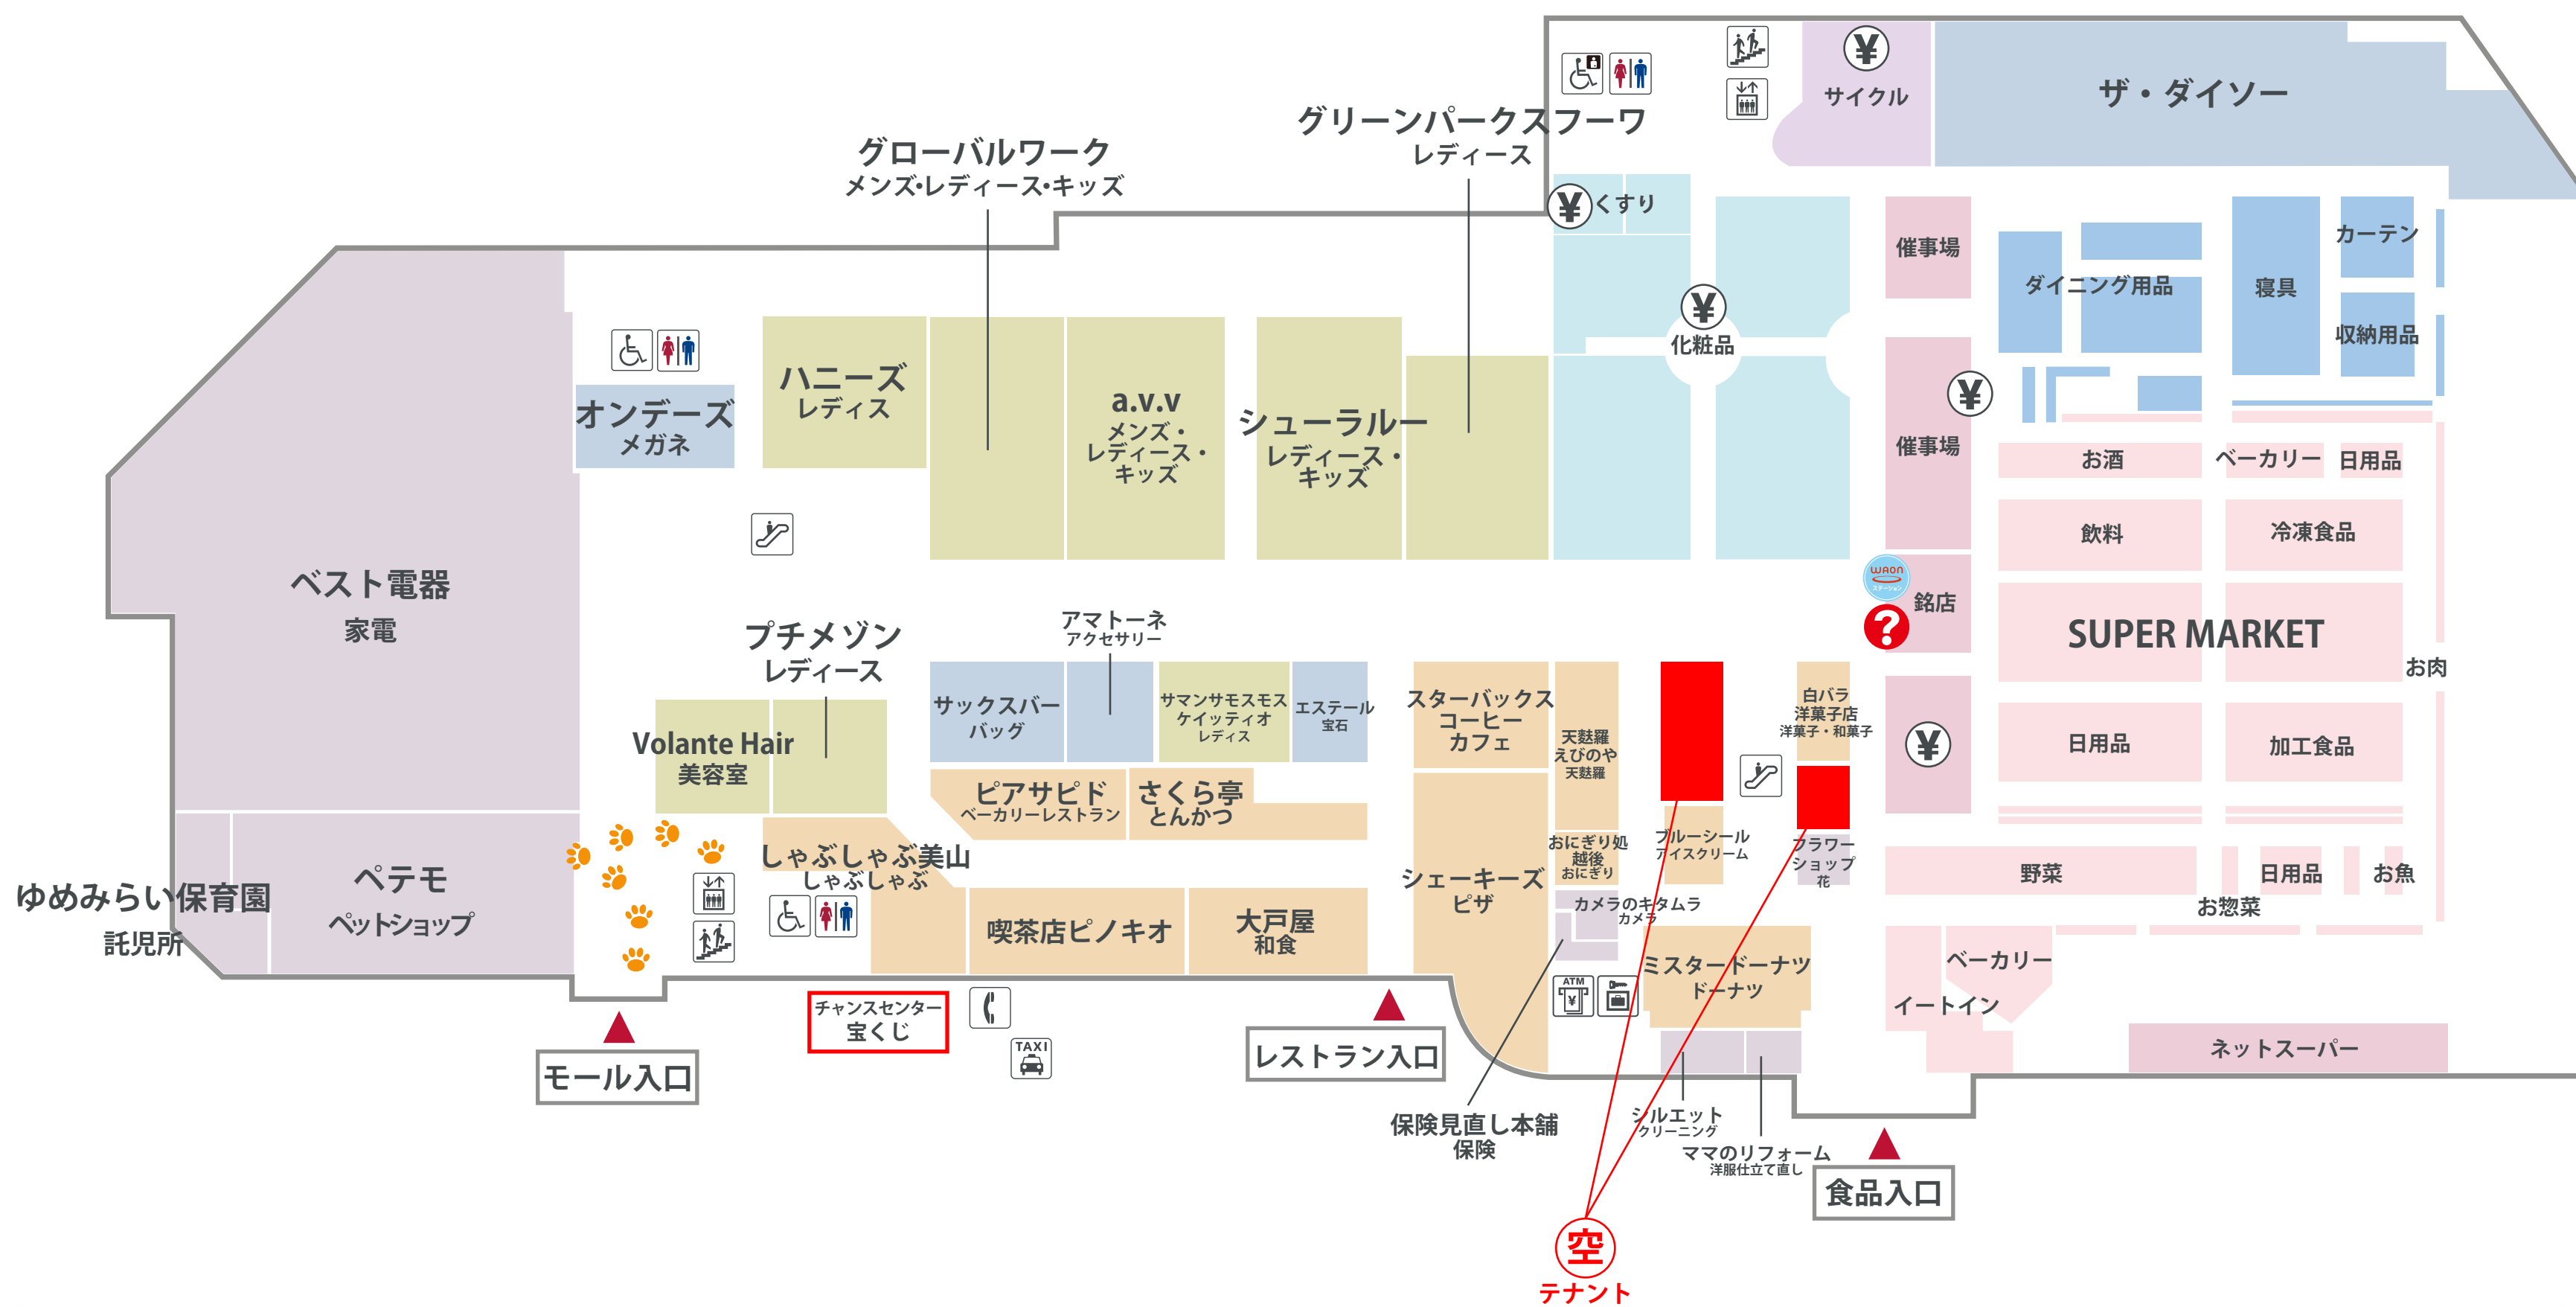 サイクル
ザ・ダイソー
グリーンパークスフーワ
レディース
グローバルワーク
メンズ・レディース・キッズ
¥
¥
くすり
カーテン
催事場
ダイニング用品
寝具
¥
化粧品
収納用品
ハニーズ
レディス
オンデーズ
メガネ
a.v.v
メンズ・
レディース・
キッズ
シューラルー
レディース・
キッズ
¥
催事場
お酒
ベーカリー
日用品
飲料
冷凍食品
ベスト電器
家電
WAON
ステーション
銘店
?
SUPER MARKET
お肉
プチメゾン
レディース
アマトーネ
アクセサリー
サックスバー
バッグ
サマンサモスモス
ケイッティオ
レディス
エステール
宝石
スターバックス
コーヒー
カフェ
天麩羅
えびのや
天麩羅
白バラ
洋菓子店
洋菓子・和菓子
¥
日用品
加工食品
Volante Hair
美容室
ピアサピド
ベーカリーレストラン
さくら亭
とんかつ
おにぎり処
越後
おにぎり
ブルーシール
アイスクリーム
フラワー
ショップ
花
しゃぶしゃぶ美山
しゃぶしゃぶ
シェーキーズ
ピザ
野菜
日用品
お魚
お惣菜
ゆめみらい保育園
託児所
ペテモ
ペットショップ
喫茶店ピノキオ
大戸屋
和食
カメラのキタムラ
カメラ
ミスタードーナツ
ドーナツ
ベーカリー
イートイン
ATM
¥
チャンスセンター
宝くじ
TAXI
ネットスーパー
モール入口
レストラン入口
保険見直し本舗
保険
シルエット
クリーニング
ママのリフォーム
洋服仕立て直し
食品入口
空
テナント